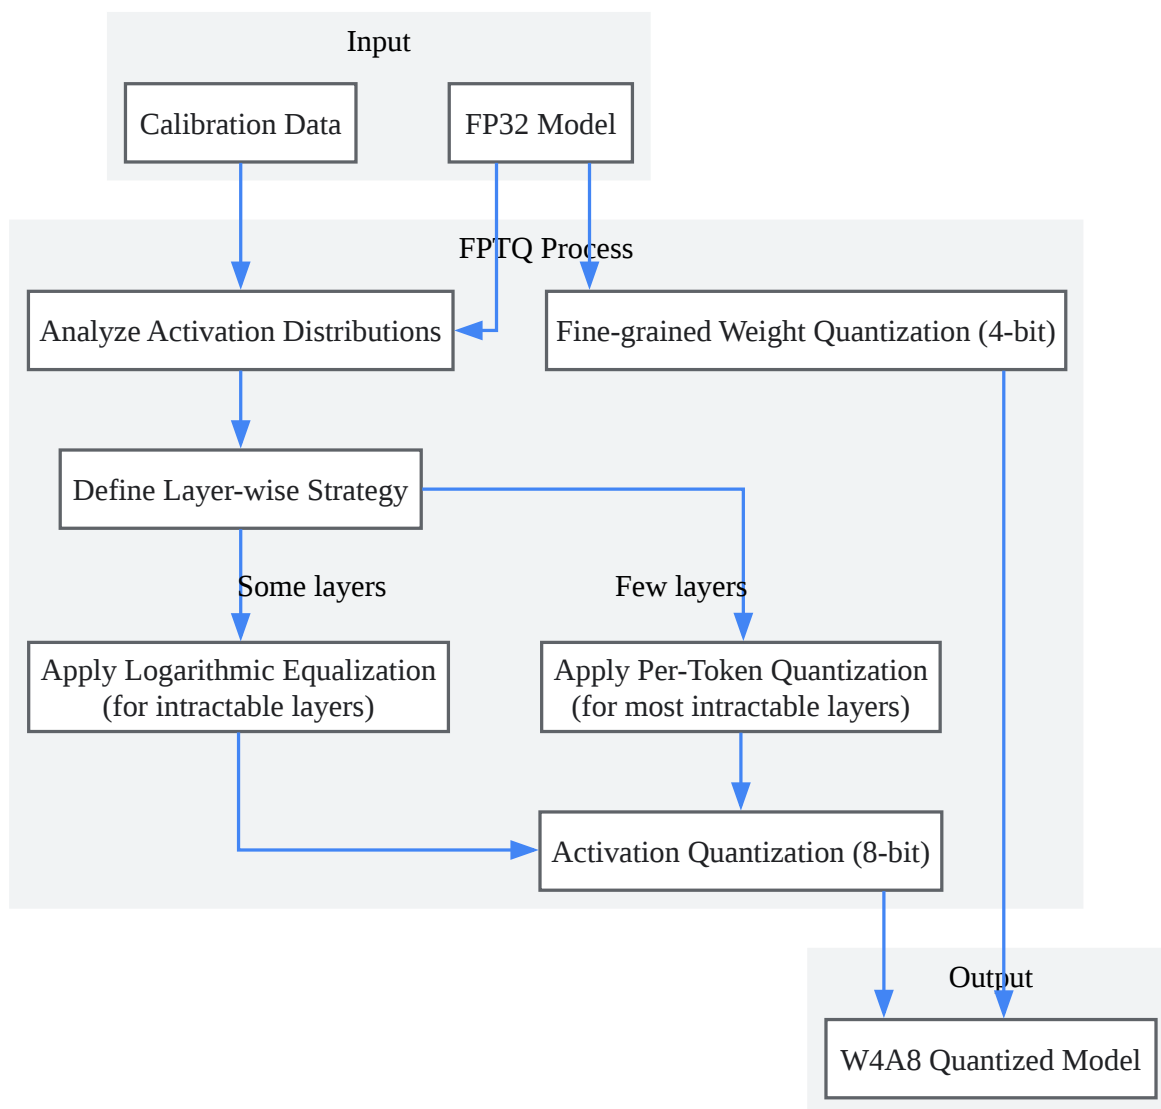 Input
Calibration Data
FP32 Model
FPTQ Process
Analyze Activation Distributions
Fine-grained Weight Quantization (4-bit)
Define Layer-wise Strategy
Some layers
Few layers
Apply Logarithmic Equalization
(for intractable layers)
Apply Per-Token Quantization
(for most intractable layers)
Activation Quantization (8-bit)
Output
W4A8 Quantized Model